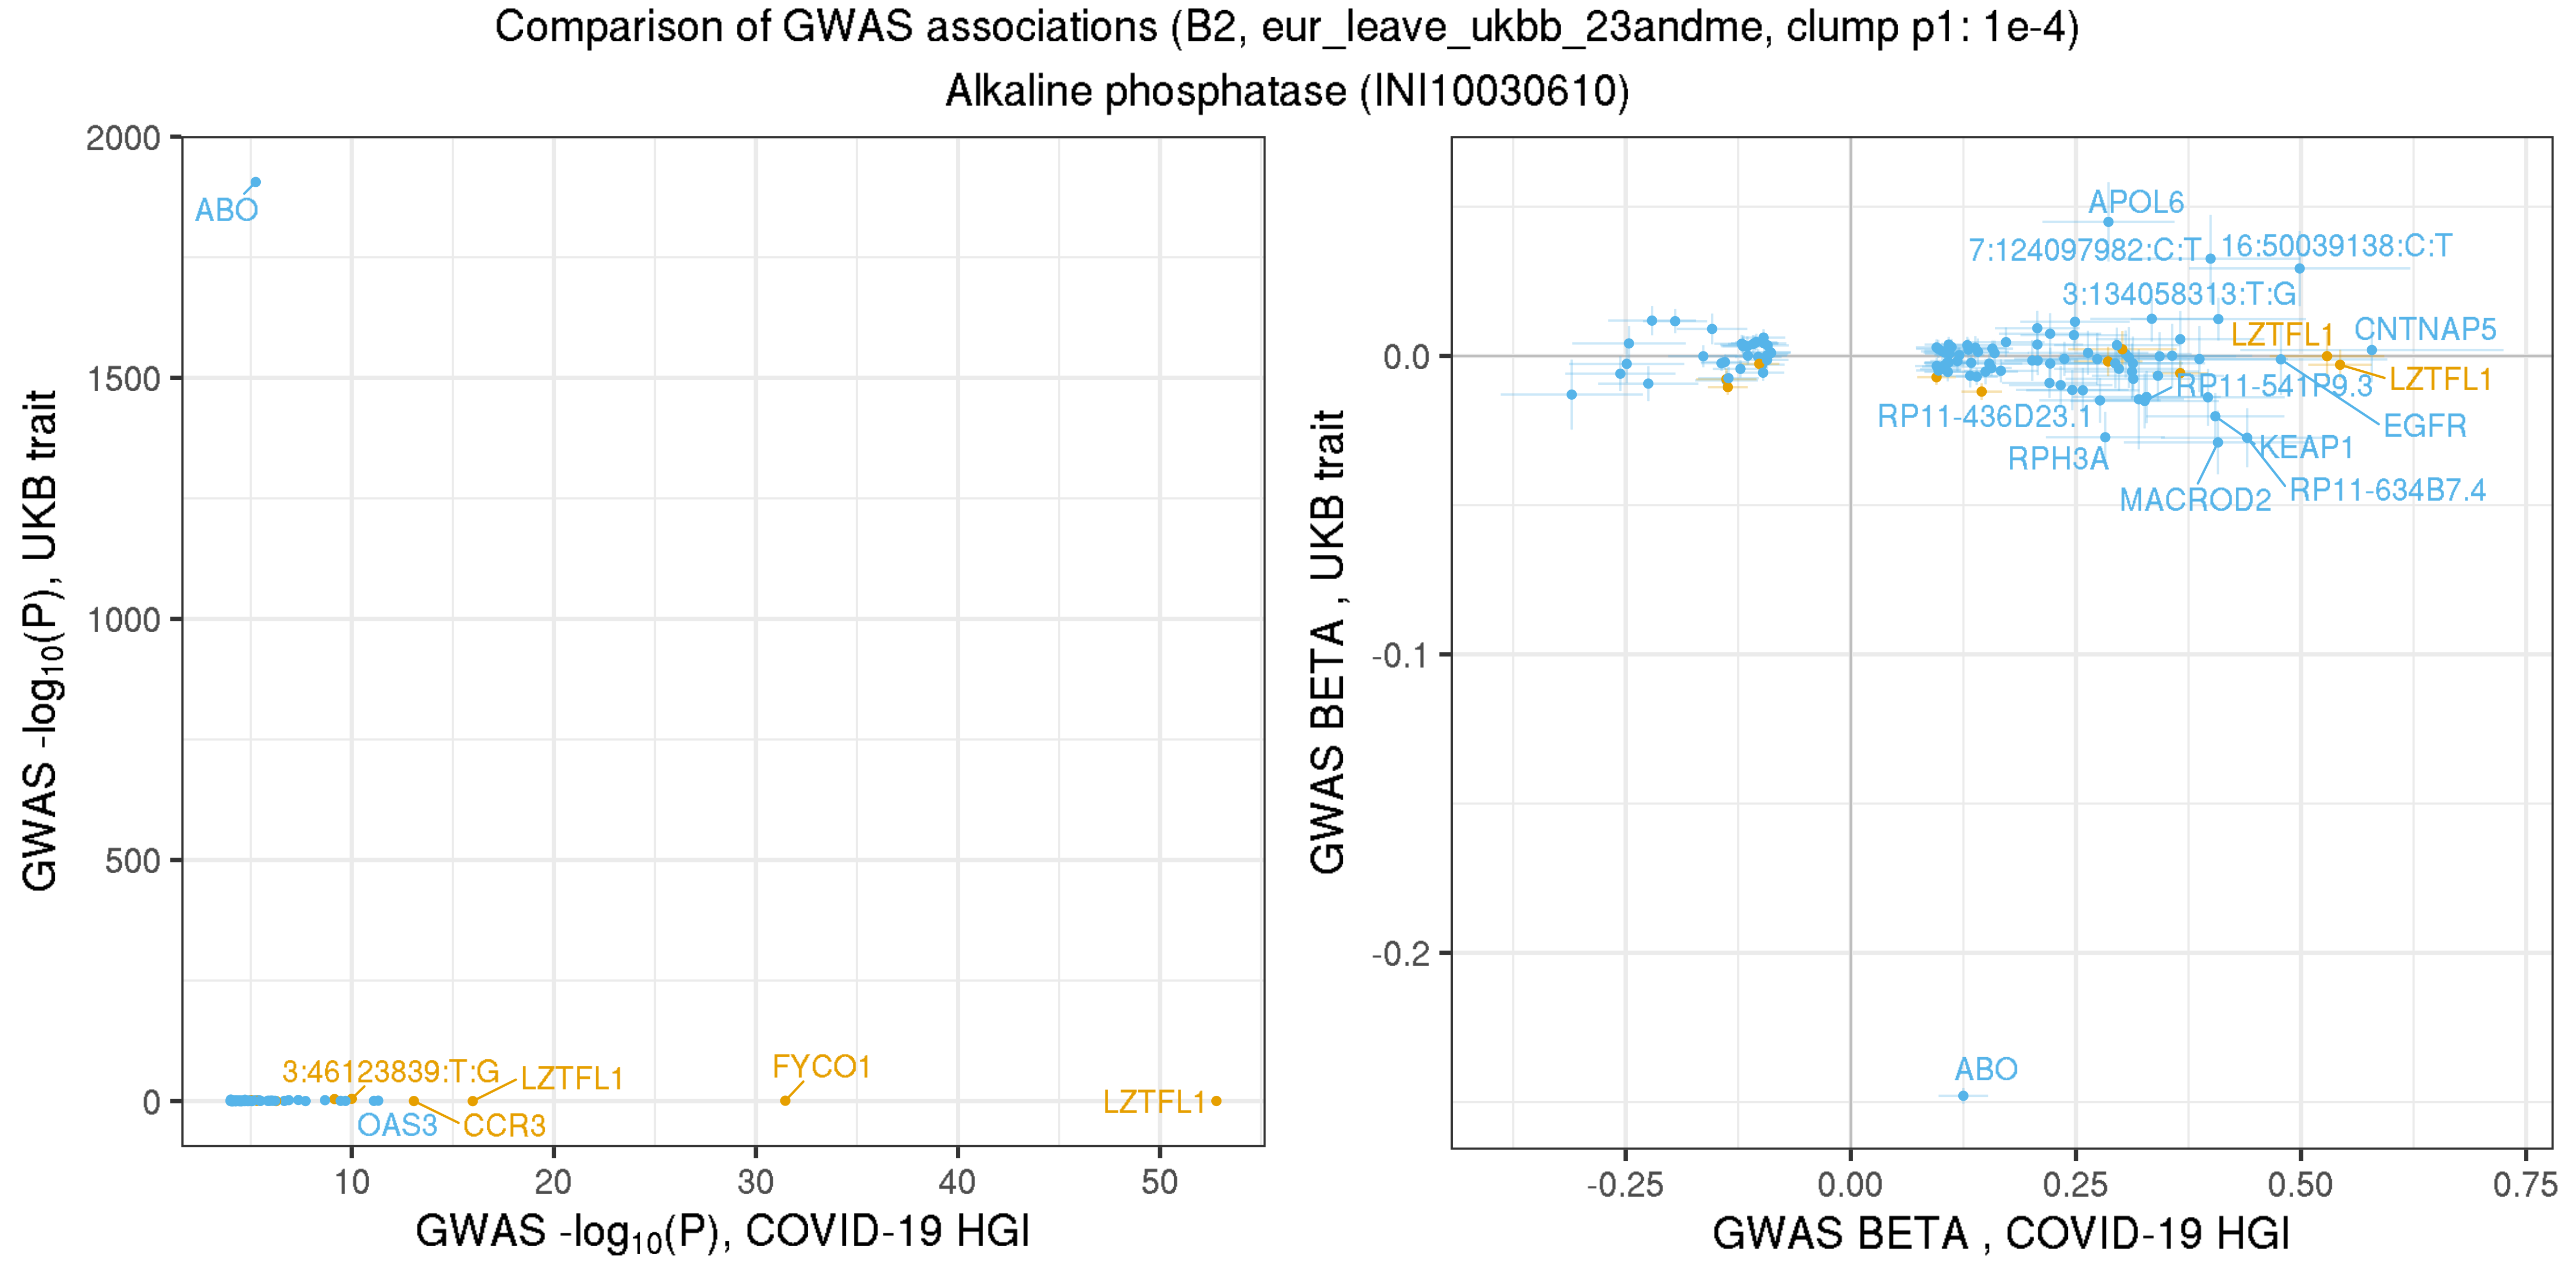 Comparison of GWAS associations (B2, eur_leave_ukbb_23andme, clump p1: 1e-4)
Alkaline phosphatase (INI10030610)
GWAS -log10(P), UKB trait
2000
1500
1000
500
0
ABO
3:46123839:T:G
LZTFL1
FYCO1
LZTFL1
OAS3
CCR3
10
20
30
40
50
GWAS -log10(P), COVID-19 HGI
GWAS BETA , UKB trait
0.0
-0.1
-0.2
APOL6
7:124097982:C:T
16:50039138:C:T
3:134058313:T:G
LZTFL1
CNTNAP5
RP11-541P9.3
LZTFL1
RP11-436D23.1
EGFR
RPH3A
KEAP1
MACROD2
RP11-634B7.4
ABO
-0.25
0.00
0.25
0.50
0.75
GWAS BETA , COVID-19 HGI